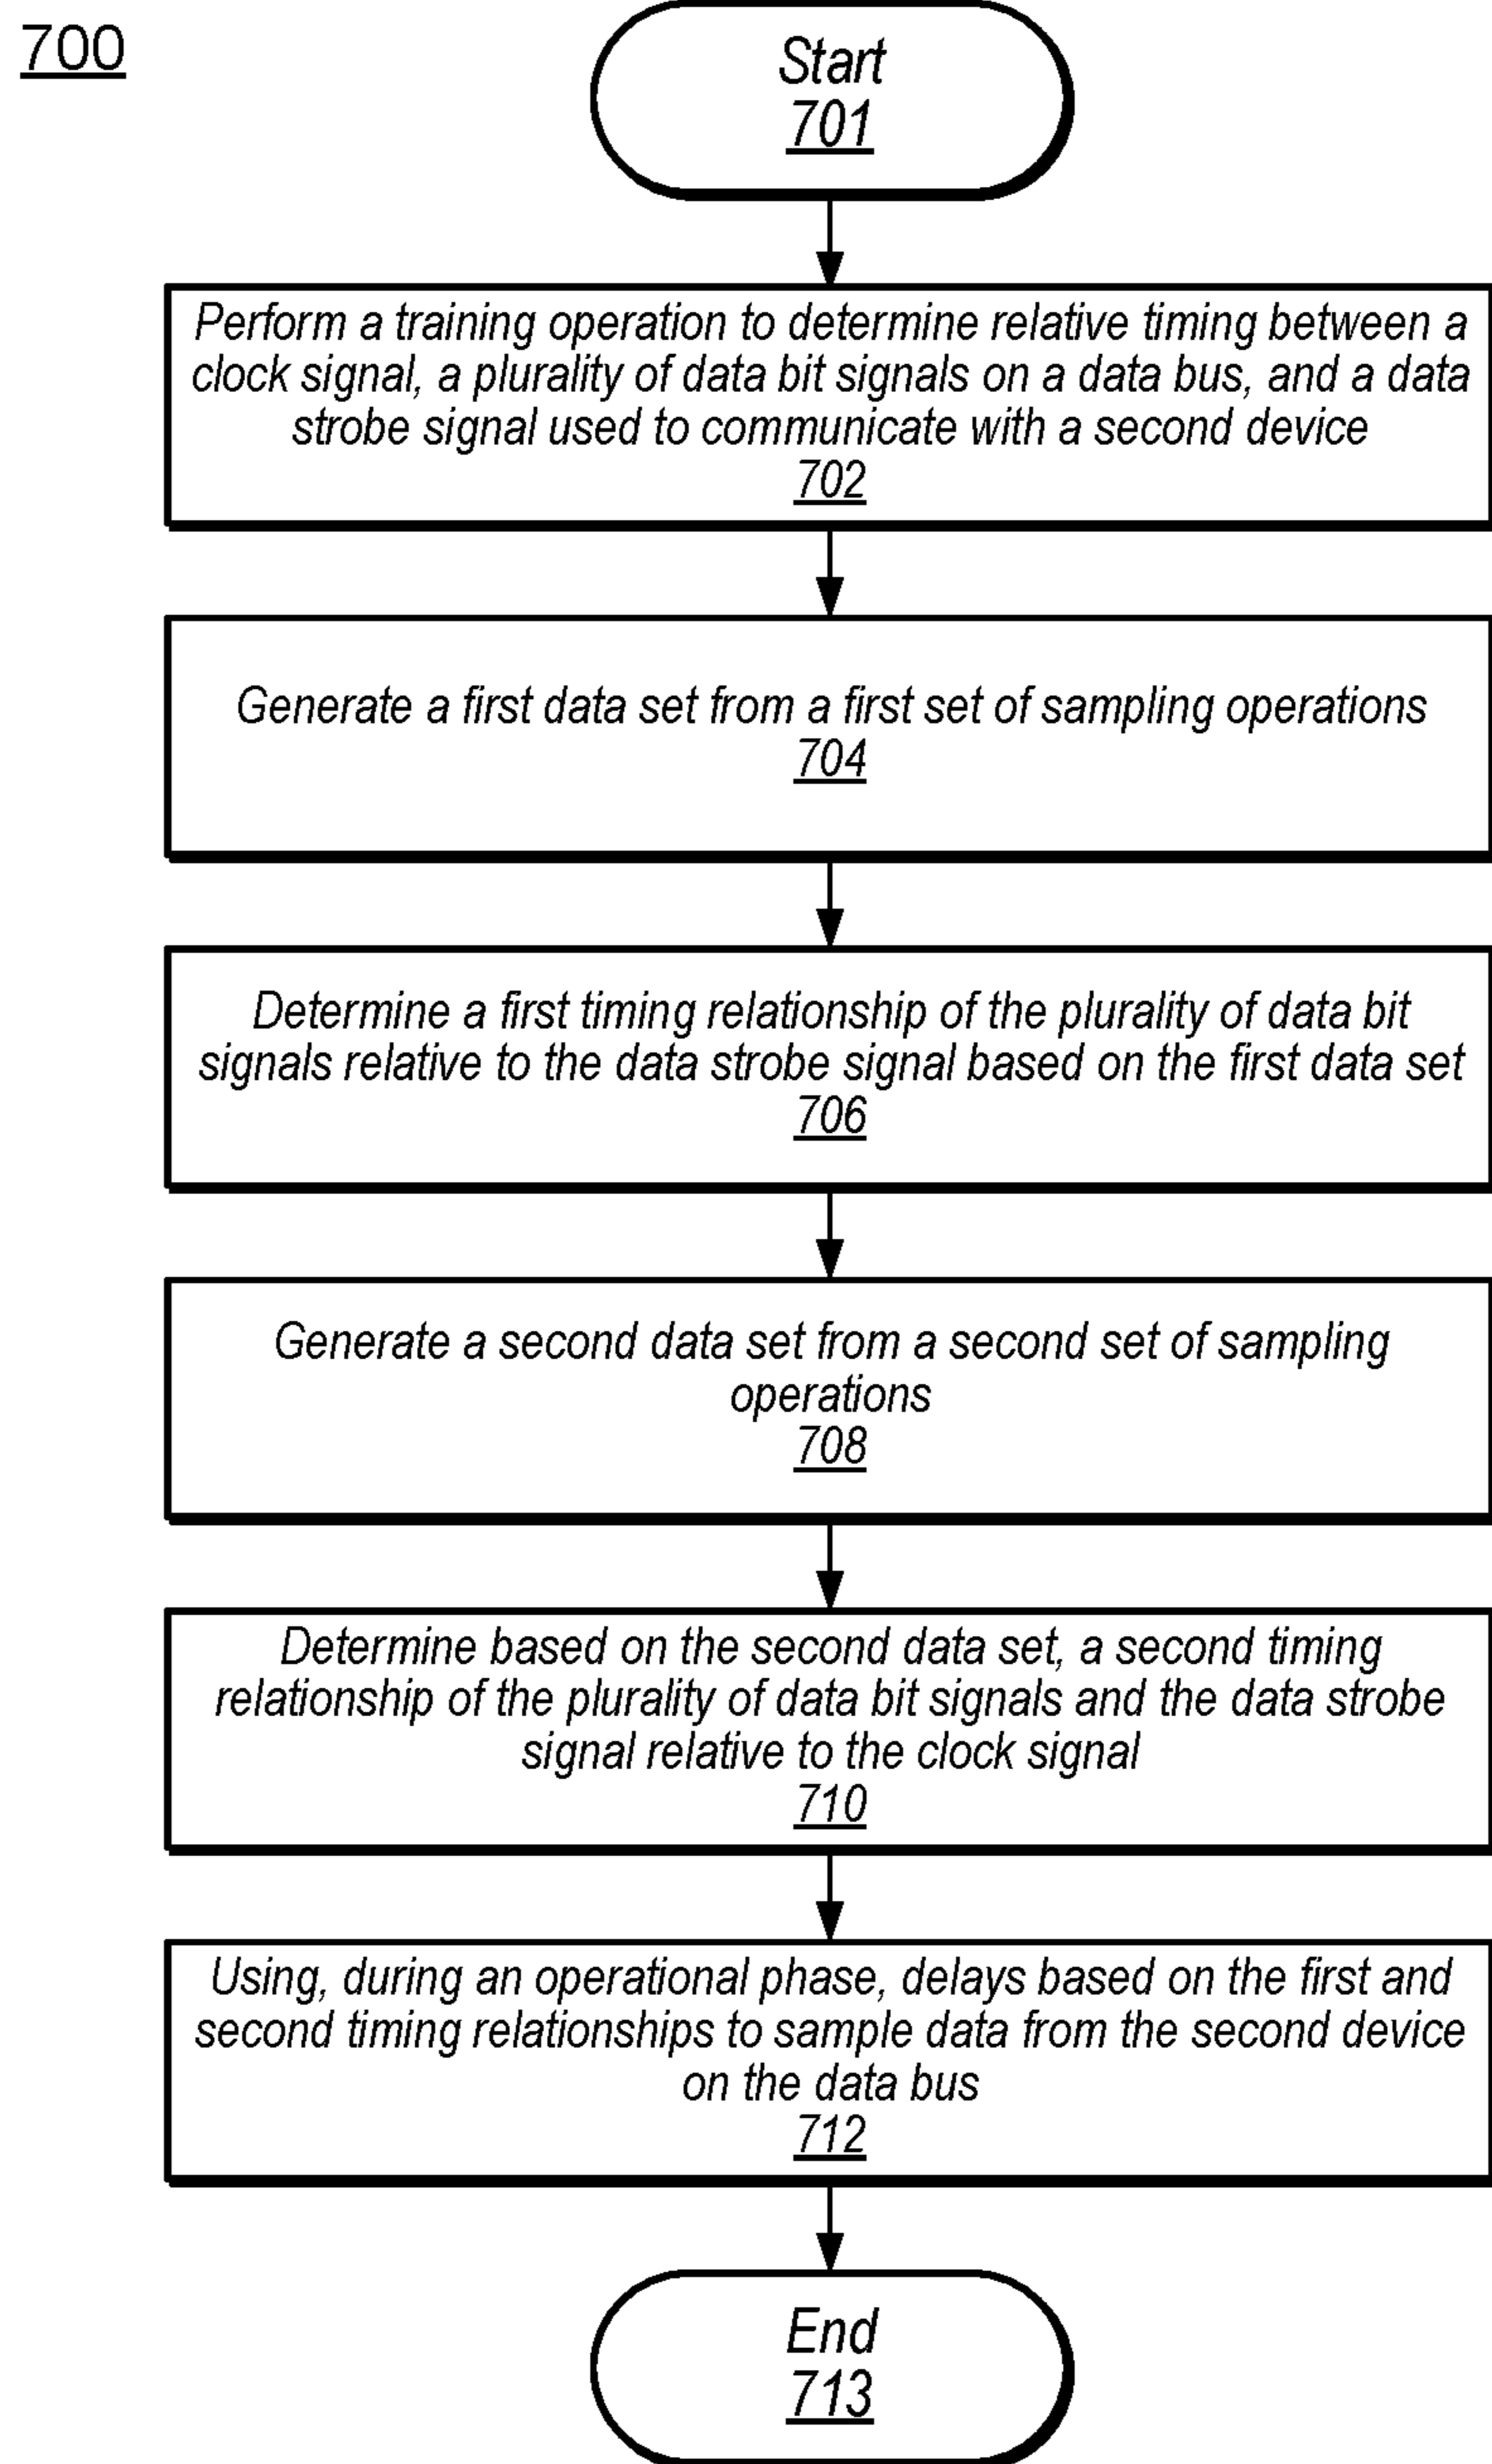 700
Start
701
Perform a training operation to determine relative timing between a
clock signal, a plurality of data bit signals on a data bus, and a data
strobe signal used to communicate with a second device
702
Generate a first data set from a first set of sampling operations
704
Determine a first timing relationship of the plurality of data bit
signals relative to the data strobe signal based on the first data set
706
Generate a second data set from a second set of sampling
operations
708
Determine based on the second data set, a second timing
relationship of the plurality of data bit signals and the data strobe
signal relative to the clock signal
710
Using, during an operational phase, delays based on the first and
second timing relationships to sample data from the second device
on the data bus
712
End
713